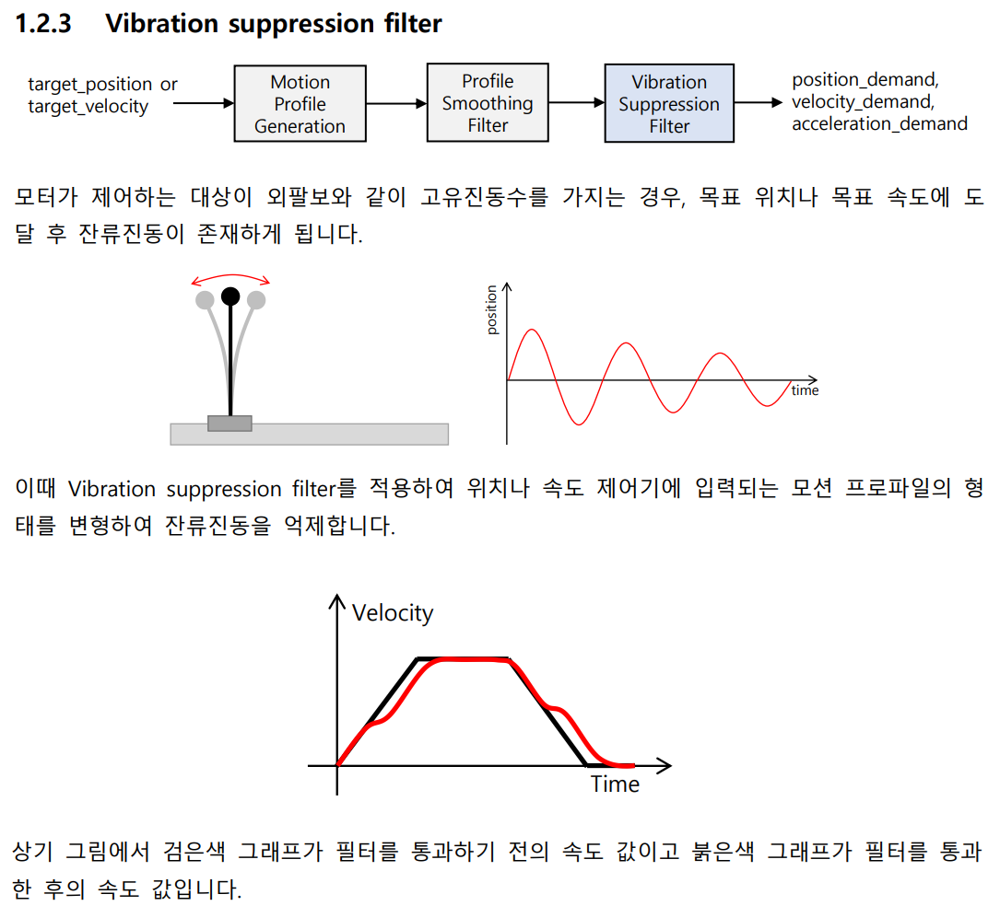 1.2.3 Vibration suppression filter
target_position or
target_velocity
Motion
Profile
Generation
Profile
Smoothing
Filter
Vibration
Suppression
Filter
position_demand,
velocity_demand,
acceleration_demand
모터가 제어하는 대상이 외팔보와 같이 고유진동수를 가지는 경우, 목표 위치나 목표 속도에 도
달 후 잔류진동이 존재하게 됩니다.
position
time
이때 Vibration suppression filter를 적용하여 위치나 속도 제어기에 입력되는 모션 프로파일의 형
태를 변형하여 잔류진동을 억제합니다.
Velocity
Time
상기 그림에서 검은색 그래프가 필터를 통과하기 전의 속도 값이고 붉은색 그래프가 필터를 통과
한 후의 속도 값입니다.